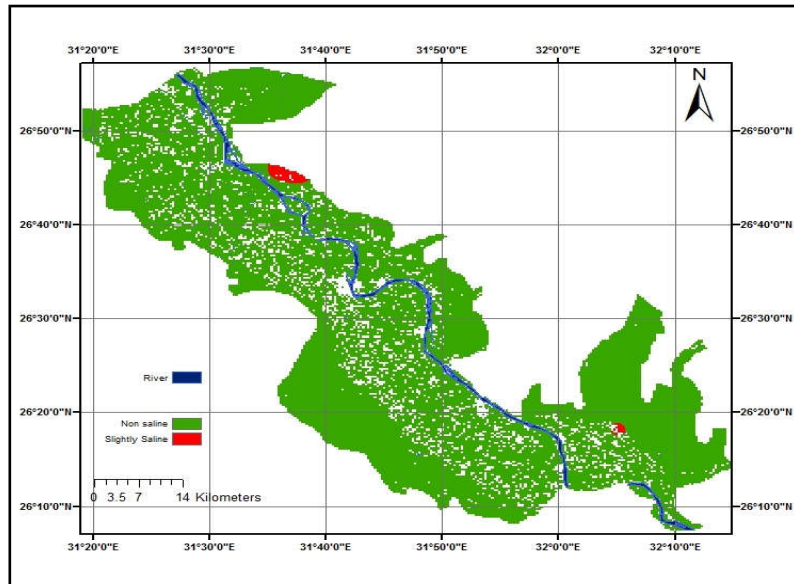 31°20'0"E 31°30'0"E 31°40'0"E 31°50'0"E 32°0'0"E 32°10'0"E
N
26°50'0"N 26°50'0"N
26°40'0"N 26°40'0"N
26°30'0"N 26°30'0"N
River
26°20'0"N 26°20'0"N
Non saline
Slightly Saline
0 3.5 7 14 Kilometers
26°10'0"N 26°10'0"N
31°20'0"E 31°30'0"E 31°40'0"E 31°50'0"E 32°0'0"E 32°10'0"E